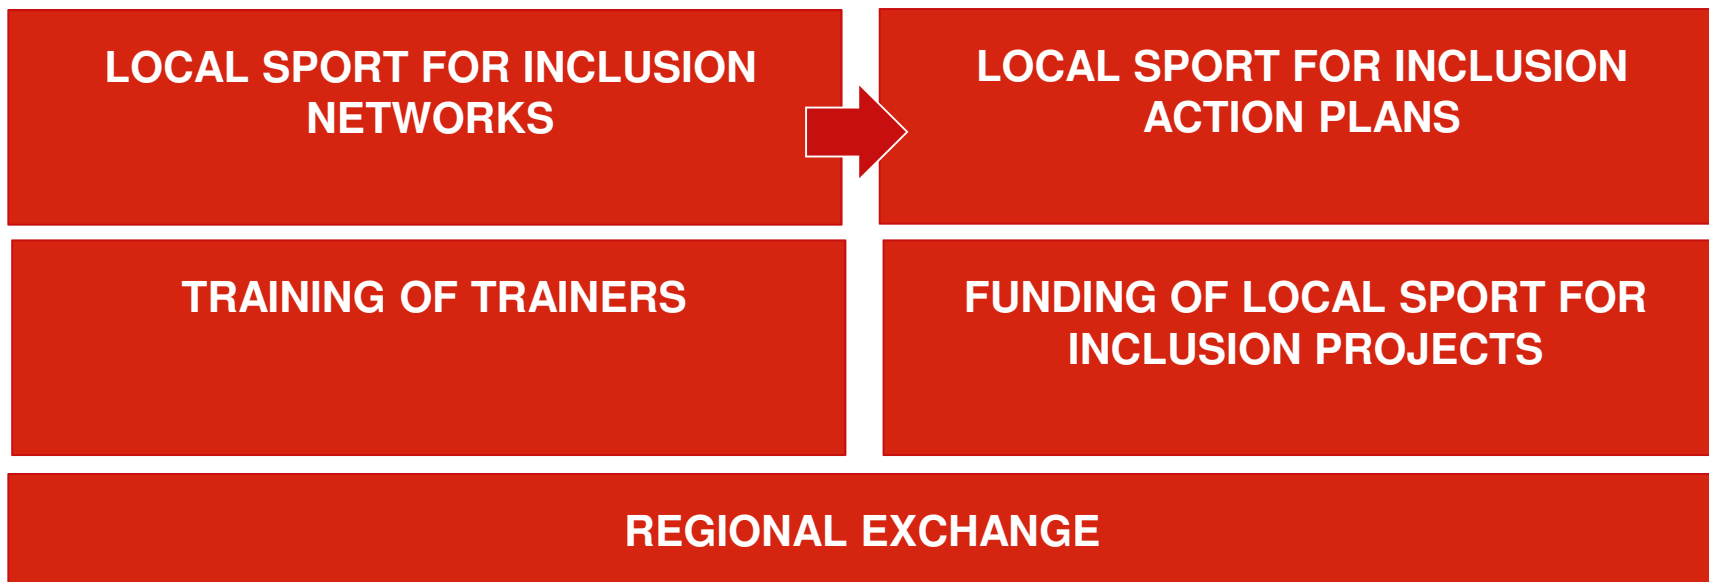 LOCAL SPORT FOR INCLUSION
NETWORKS
LOCAL SPORT FOR INCLUSION
ACTION PLANS
TRAINING OF TRAINERS
FUNDING OF LOCAL SPORT FOR
INCLUSION PROJECTS
REGIONAL EXCHANGE